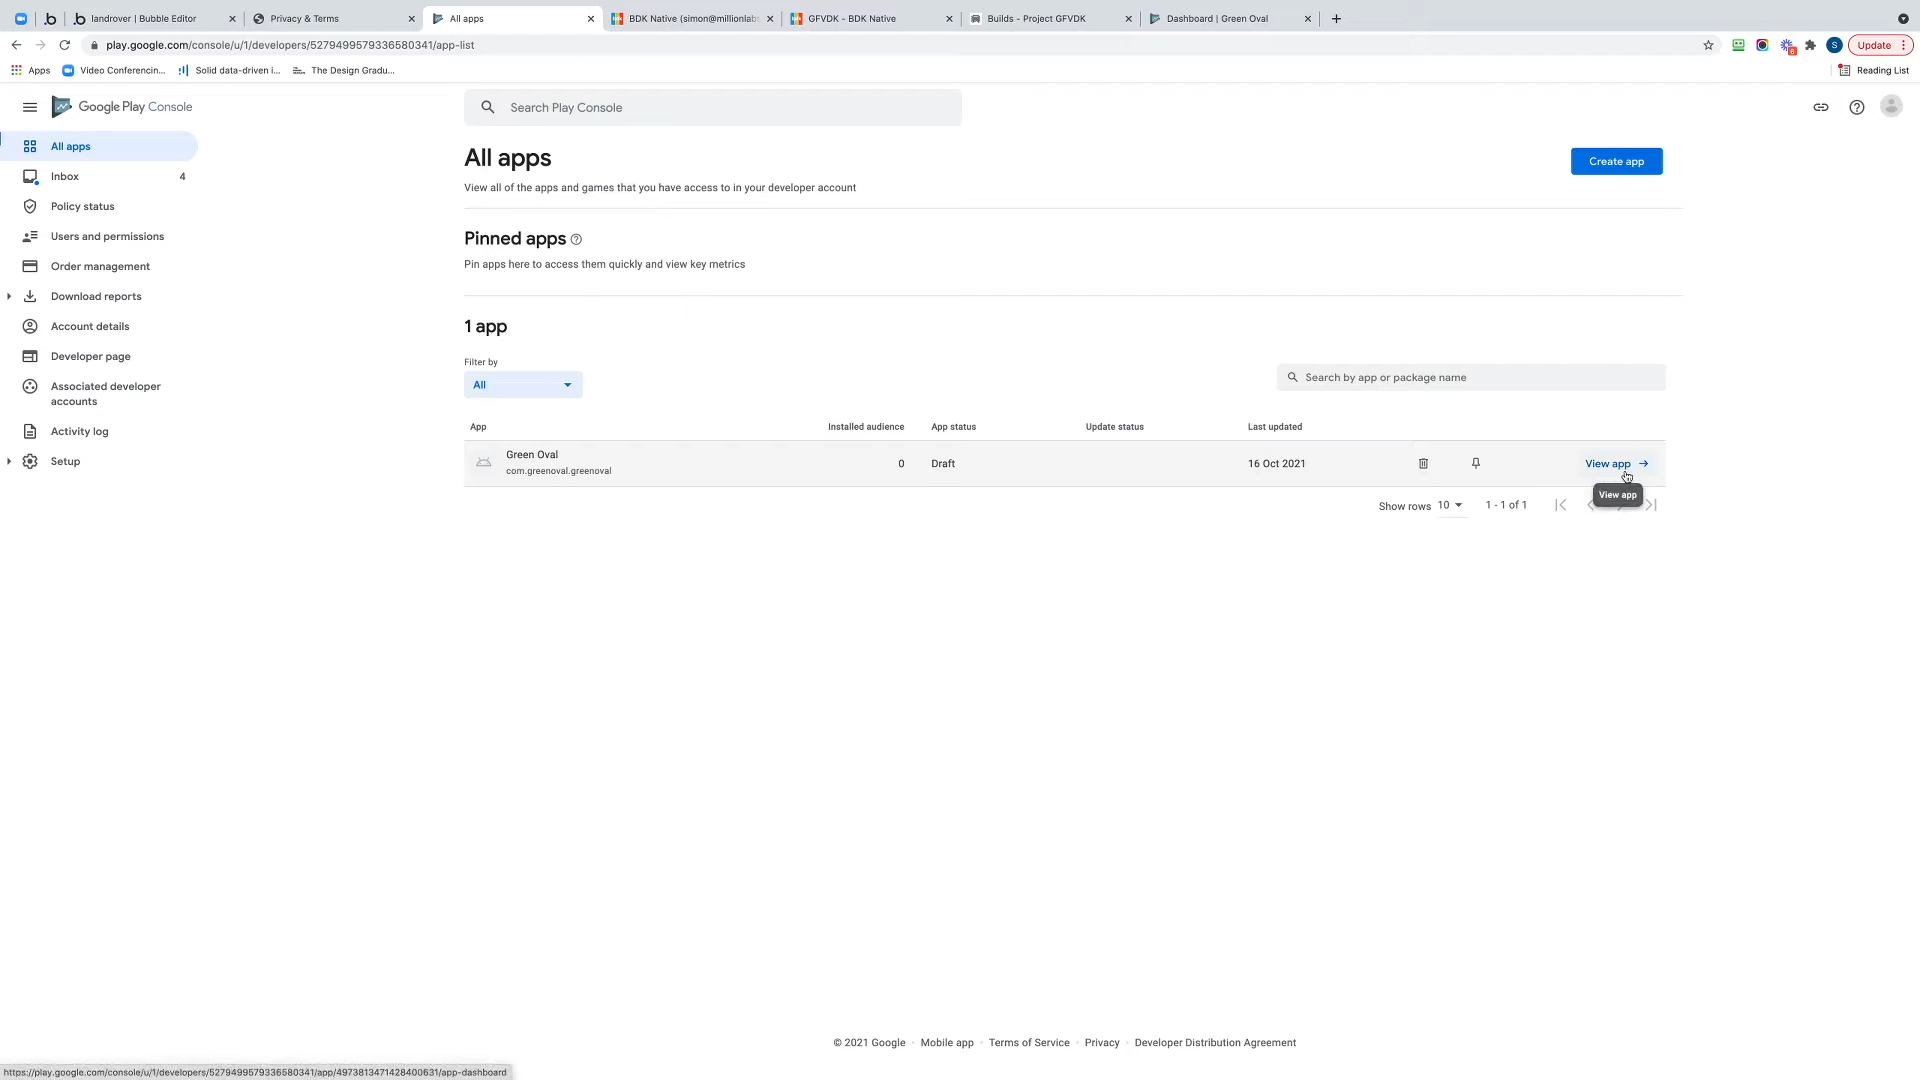 landrover | Bubble Editor
Privacy & Terms
All apps
BDK Native (simon@millionlabs
GFVDK - BDK Native
Builds - Project GFVDK
Dashboard | Green Oval
play.google.com/console/u/1/developers/5279499579336580341/app-list
6
S
Update
Apps
Video Conferencin...
Solid data-driven i...
The Design Gradu...
Reading List
Google Play Console
Search Play Console
All apps
Inbox
4
Policy status
Users and permissions
Order management
Download reports
Account details
Developer page
Associated developer
accounts
Activity log
Setup
All apps
Create app
View all of the apps and games that you have access to in your developer account
Pinned apps
Pin apps here to access them quickly and view key metrics
1 app
Filter by
All
Search by app or package name
App
Installed audience
App status
Update status
Last updated
Green Oval
com.greenoval.greenoval
0
Draft
16 Oct 2021
View app
View app
Show rows
10
1 - 1 of 1
© 2021 Google · Mobile app · Terms of Service · Privacy · Developer Distribution Agreement
https://play.google.com/console/u/1/developers/5279499579336580341/app/4973813471428400631/app-dashboard